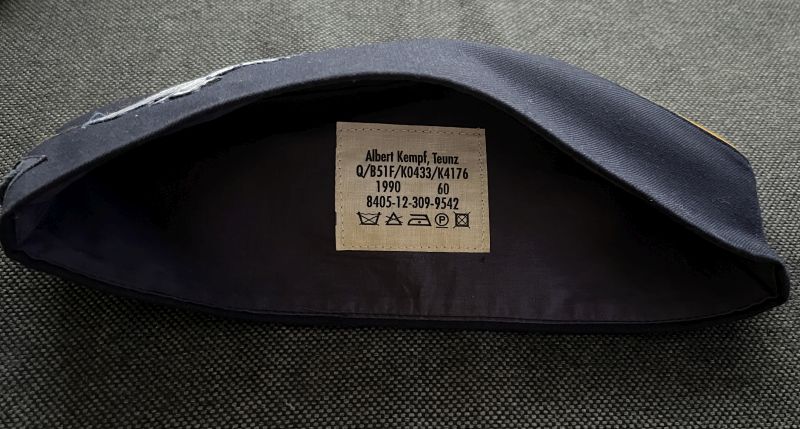 Albert Kempf, Teunz
Q/B51F/K0433/K4176
1990 60
8405-12-309-9542
P